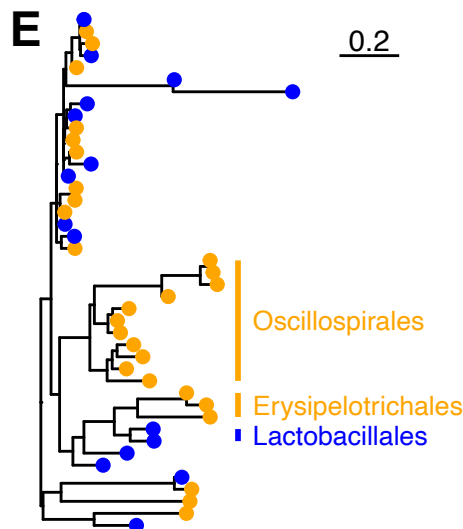 E
0.2
Oscillospirales
Erysipelotrichales
Lactobacillales